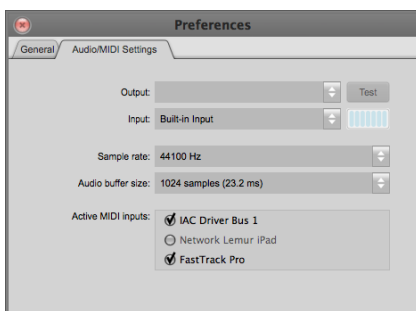 Preferences
General Audio/MIDI Settings
Output: Test
Input: Built-in Input
Sample rate: 44100 Hz
Audio buffer size: 1024 samples (23.2 ms)
Active MIDI inputs: IAC Driver Bus 1
Network Lemur iPad
FastTrack Pro